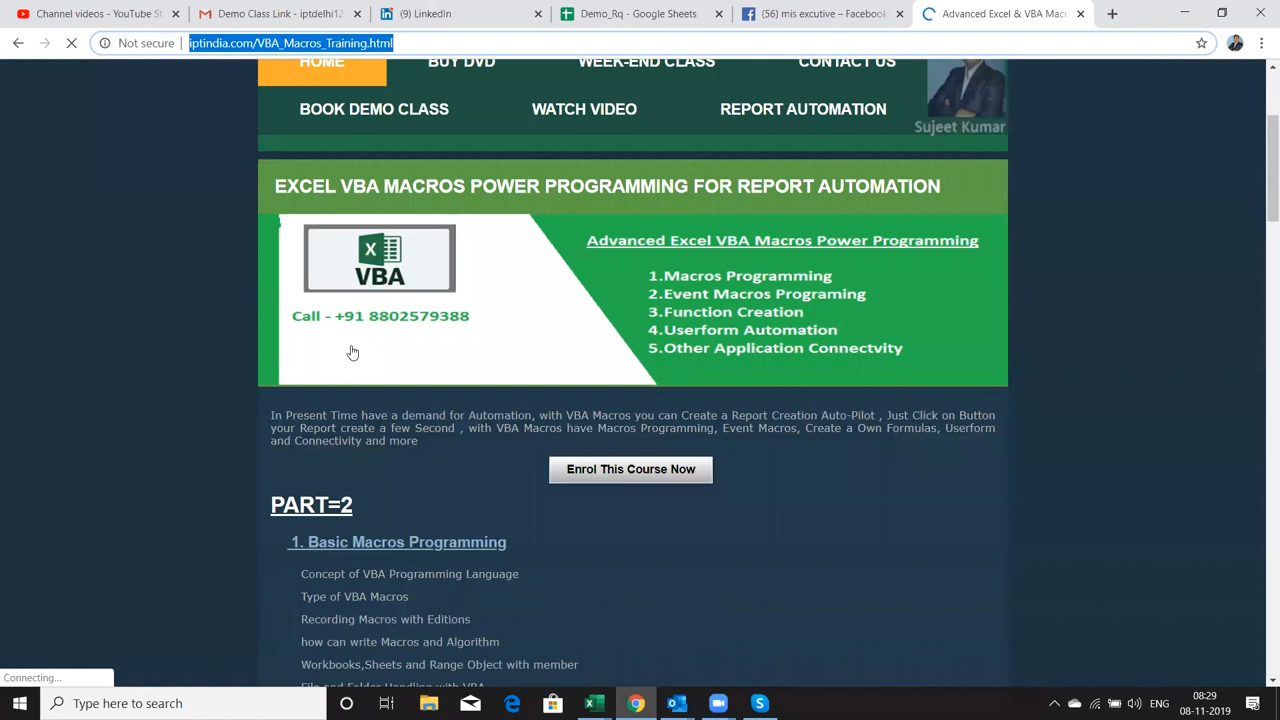 Channel videos - YouTube St
Demo Class Link - iptdelhi12
(9) LinkedIn
Demo_Rq - Google Sheets
(56) mis excutive – Facebook
Advanced Excel & VBA Mac
Not secure
iptindia.com/VBA_Macros_Training.html
HOME
BUY DVD
WEEK-END CLASS
CONTACT US
BOOK DEMO CLASS
WATCH VIDEO
REPORT AUTOMATION
Sujeet Kumar
EXCEL VBA MACROS POWER PROGRAMMING FOR REPORT AUTOMATION
VBA
Call - +91 8802579388
Advanced Excel VBA Macros Power Programming
1.Macros Programming
2.Event Macros Programing
3.Function Creation
4.Userform Automation
5.Other Application Connectvity
In Present Time have a demand for Automation, with VBA Macros you can Create a Report Creation Auto-Pilot , Just Click on Button
your Report create a few Second , with VBA Macros have Macros Programming, Event Macros, Create a Own Formulas, Userform
and Connectivity and more
Enrol This Course Now
PART=2
1. Basic Macros Programming
Concept of VBA Programming Language
Type of VBA Macros
Recording Macros with Editions
how can write Macros and Algorithm
Workbooks,Sheets and Range Object with member
File and Folder Handling with VBA
Connecting...
Type here to search
ENG
08:29
08-11-2019